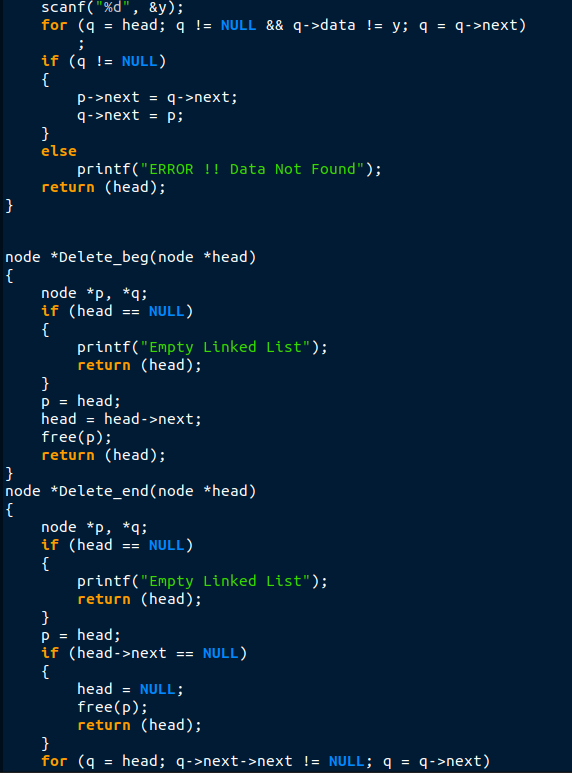 scanf("%d", &y);
    for (q = head; q != NULL && q->data != y; q = q->next)
        ;
    if (q != NULL)
    {
        p->next = q->next;
        q->next = p;
    }
    else
        printf("ERROR !! Data Not Found");
    return (head);
}
node *Delete_beg(node *head)
{
    node *p, *q;
    if (head == NULL)
    {
        printf("Empty Linked List");
        return (head);
    }
    p = head;
    head = head->next;
    free(p);
    return (head);
}
node *Delete_end(node *head)
{
    node *p, *q;
    if (head == NULL)
    {
        printf("Empty Linked List");
        return (head);
    }
    p = head;
    if (head->next == NULL)
    {
        head = NULL;
        free(p);
        return (head);
    }
    for (q = head; q->next->next != NULL; q = q->next)